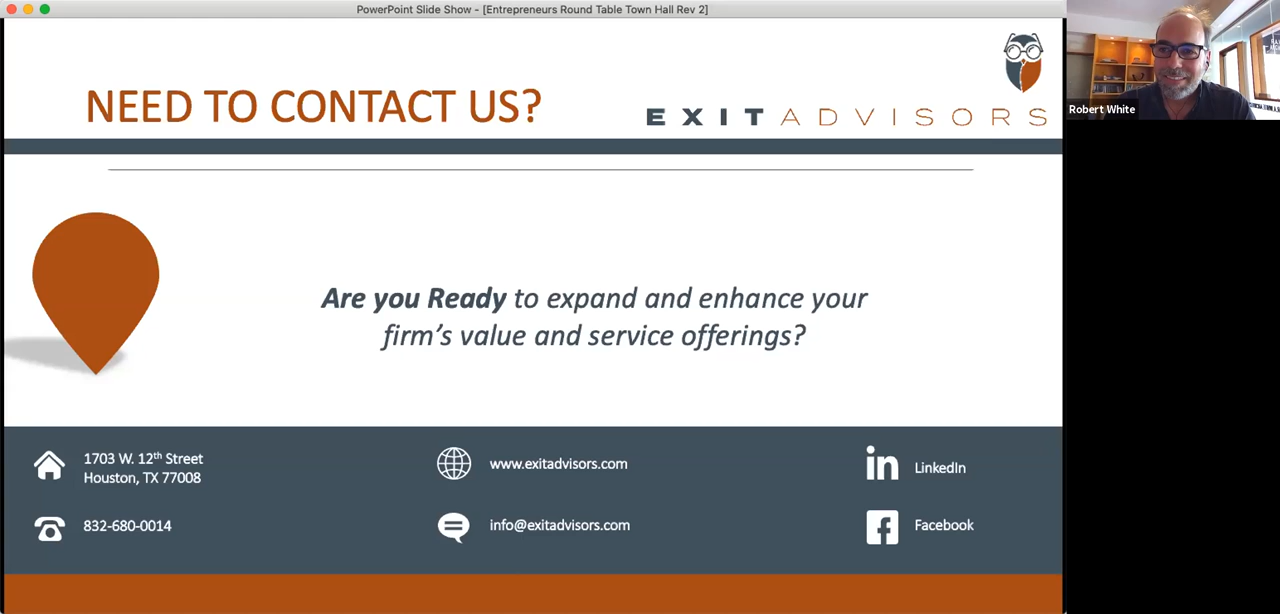 PowerPoint Slide Show - [Entrepreneurs Round Table Town Hall Rev 2]
NEED TO CONTACT US?
EXITADVISORS
Robert White
Are you Ready to expand and enhance your
firm's value and service offerings?
1703 W. 12th Street
Houston, TX 77008
832-680-0014
www.exitadvisors.com
info@exitadvisors.com
LinkedIn
Facebook